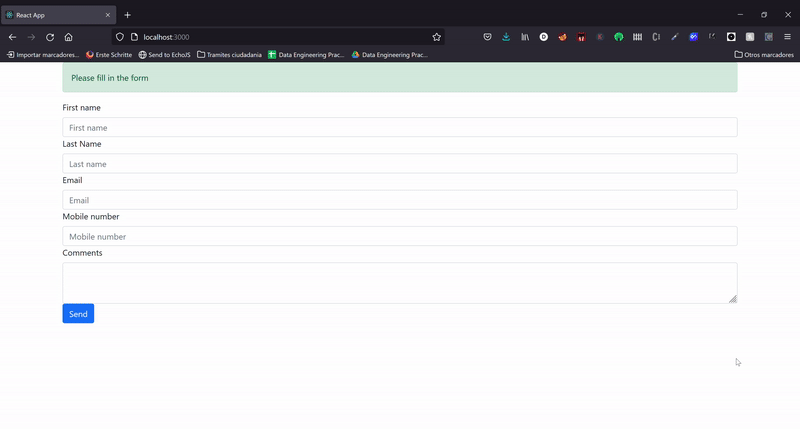 React App
localhost:3000
Importar marcadores...
Erste Schritte
Send to EchoJS
Tramites ciudadania
Data Engineering Prac...
Data Engineering Prac...
Otros marcadores
Please fill in the form
First name
First name
Last Name
Last name
Email
Email
Mobile number
Mobile number
Comments
Send